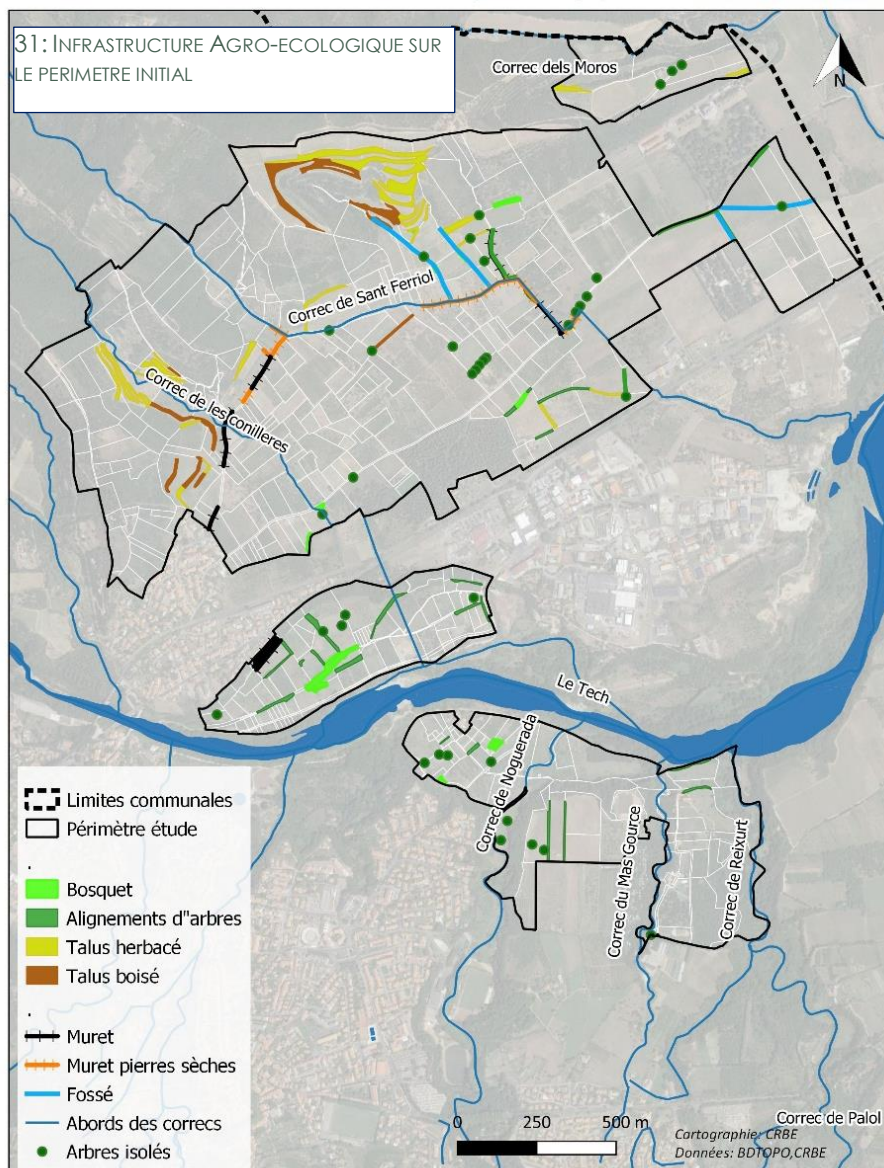 31: INFRASTRUCTURE AGRO-ECOLOGIQUE SUR
LE PERIMETRE INITIAL
Correc dels Moros
N
Correc de Sant Ferriol
Correc de les conilleres
Le Tech
Correc de Noguerada
Correc du Mas Gource
Correc de Reixurt
Limites communales
Périmètre étude
.
Bosquet
Alignements d"arbres
Talus herbacé
Talus boisé
.
Muret
Muret pierres sèches
Fossé
Abords des correcs
Arbres isolés
0 250 500 m
Correc de Palol
Cartographie: CRBE
Données: BDTOPO,CRBE